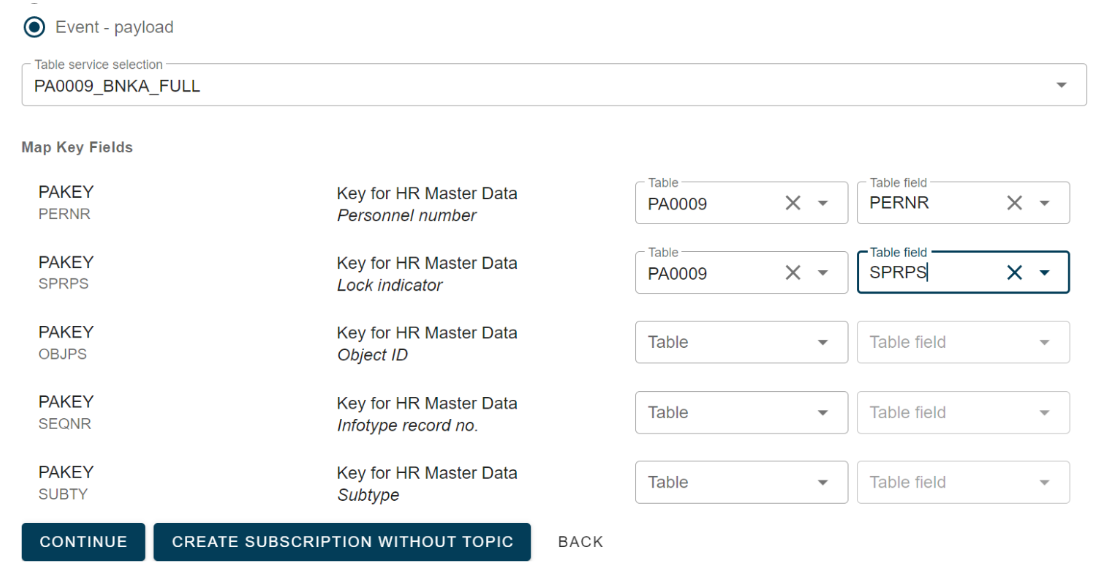 Event - payload
Table service selection
PA0009_BNKA_FULL
Map Key Fields
PAKEY
PERNR
Key for HR Master Data
Personnel number
Table
PA0009
Table field
PERNR
PAKEY
SPRPS
Key for HR Master Data
Lock indicator
Table
PA0009
Table field
SPRPS
PAKEY
OBJPS
Key for HR Master Data
Object ID
Table
Table field
PAKEY
SEQNR
Key for HR Master Data
Infotype record no.
Table
Table field
PAKEY
SUBTY
Key for HR Master Data
Subtype
Table
Table field
CONTINUE
CREATE SUBSCRIPTION WITHOUT TOPIC
BACK